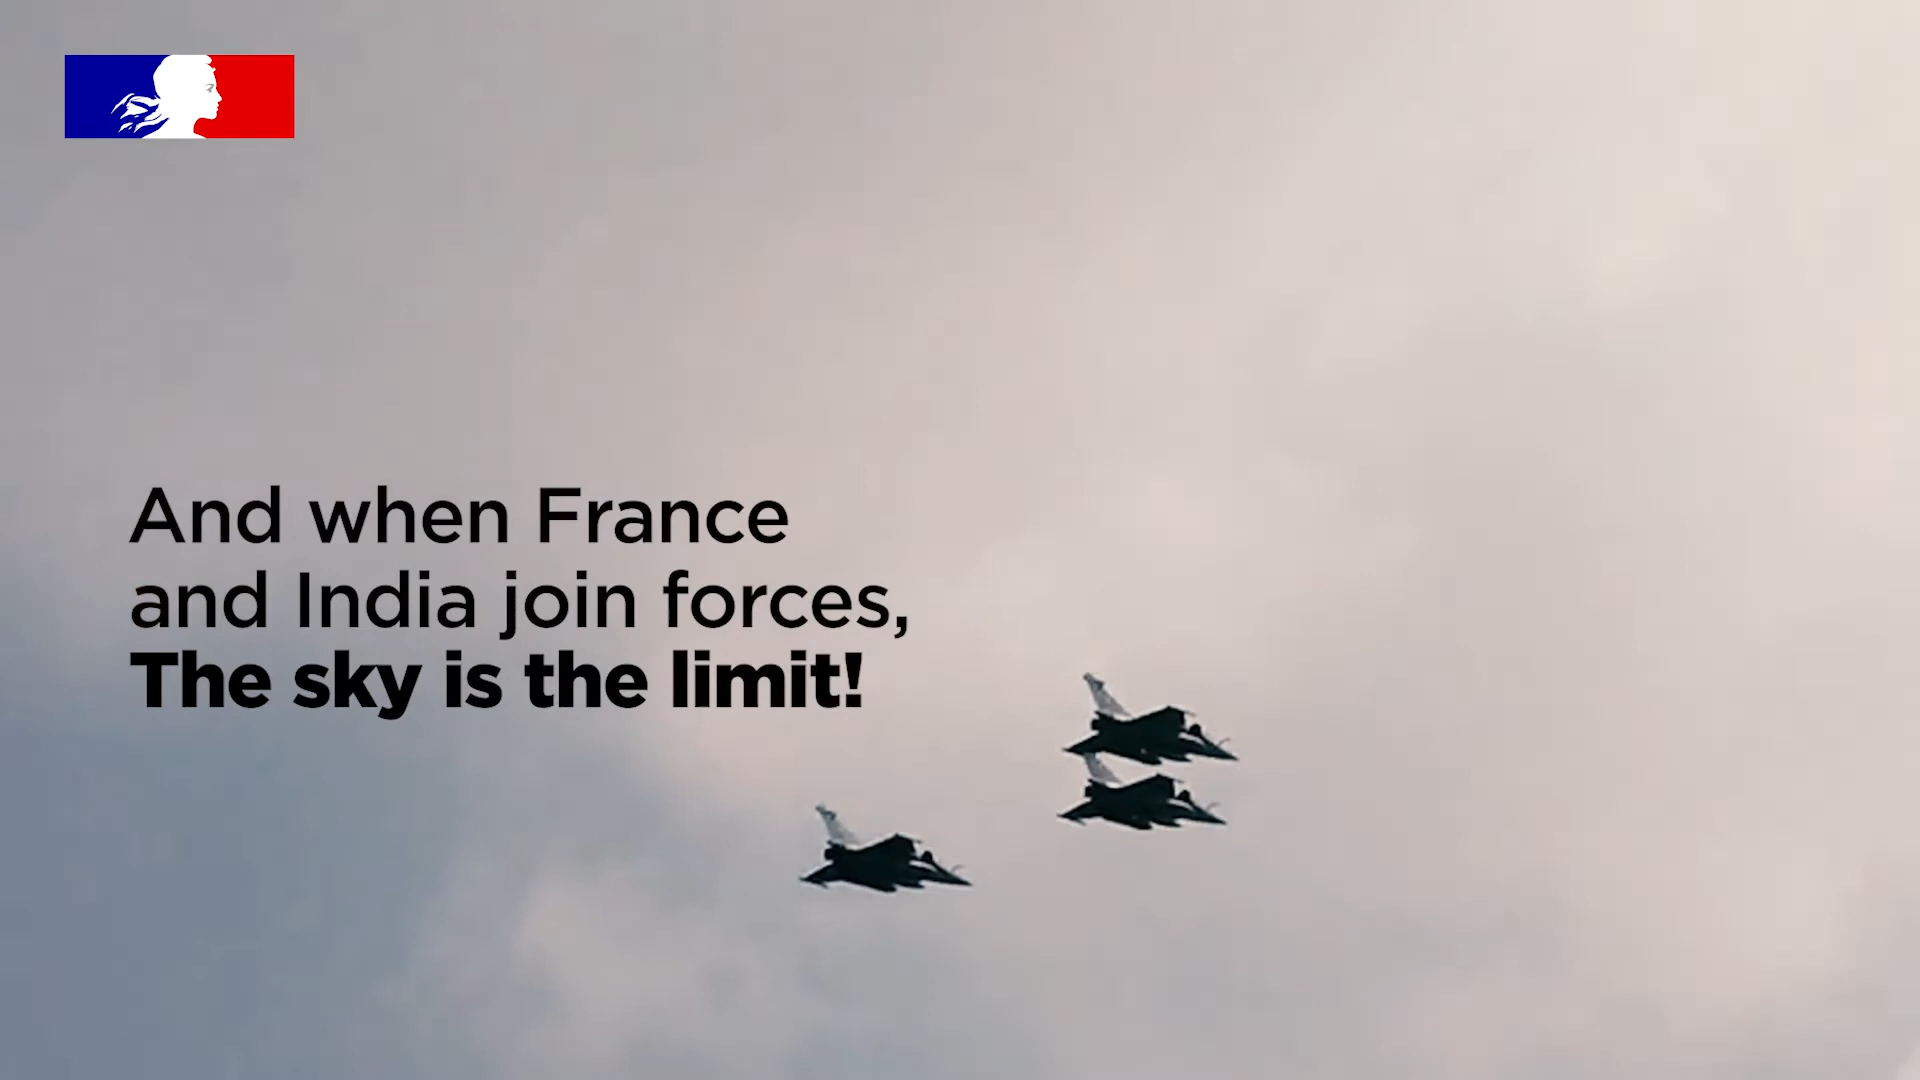 And when France
and India join forces,
The sky is the limit!